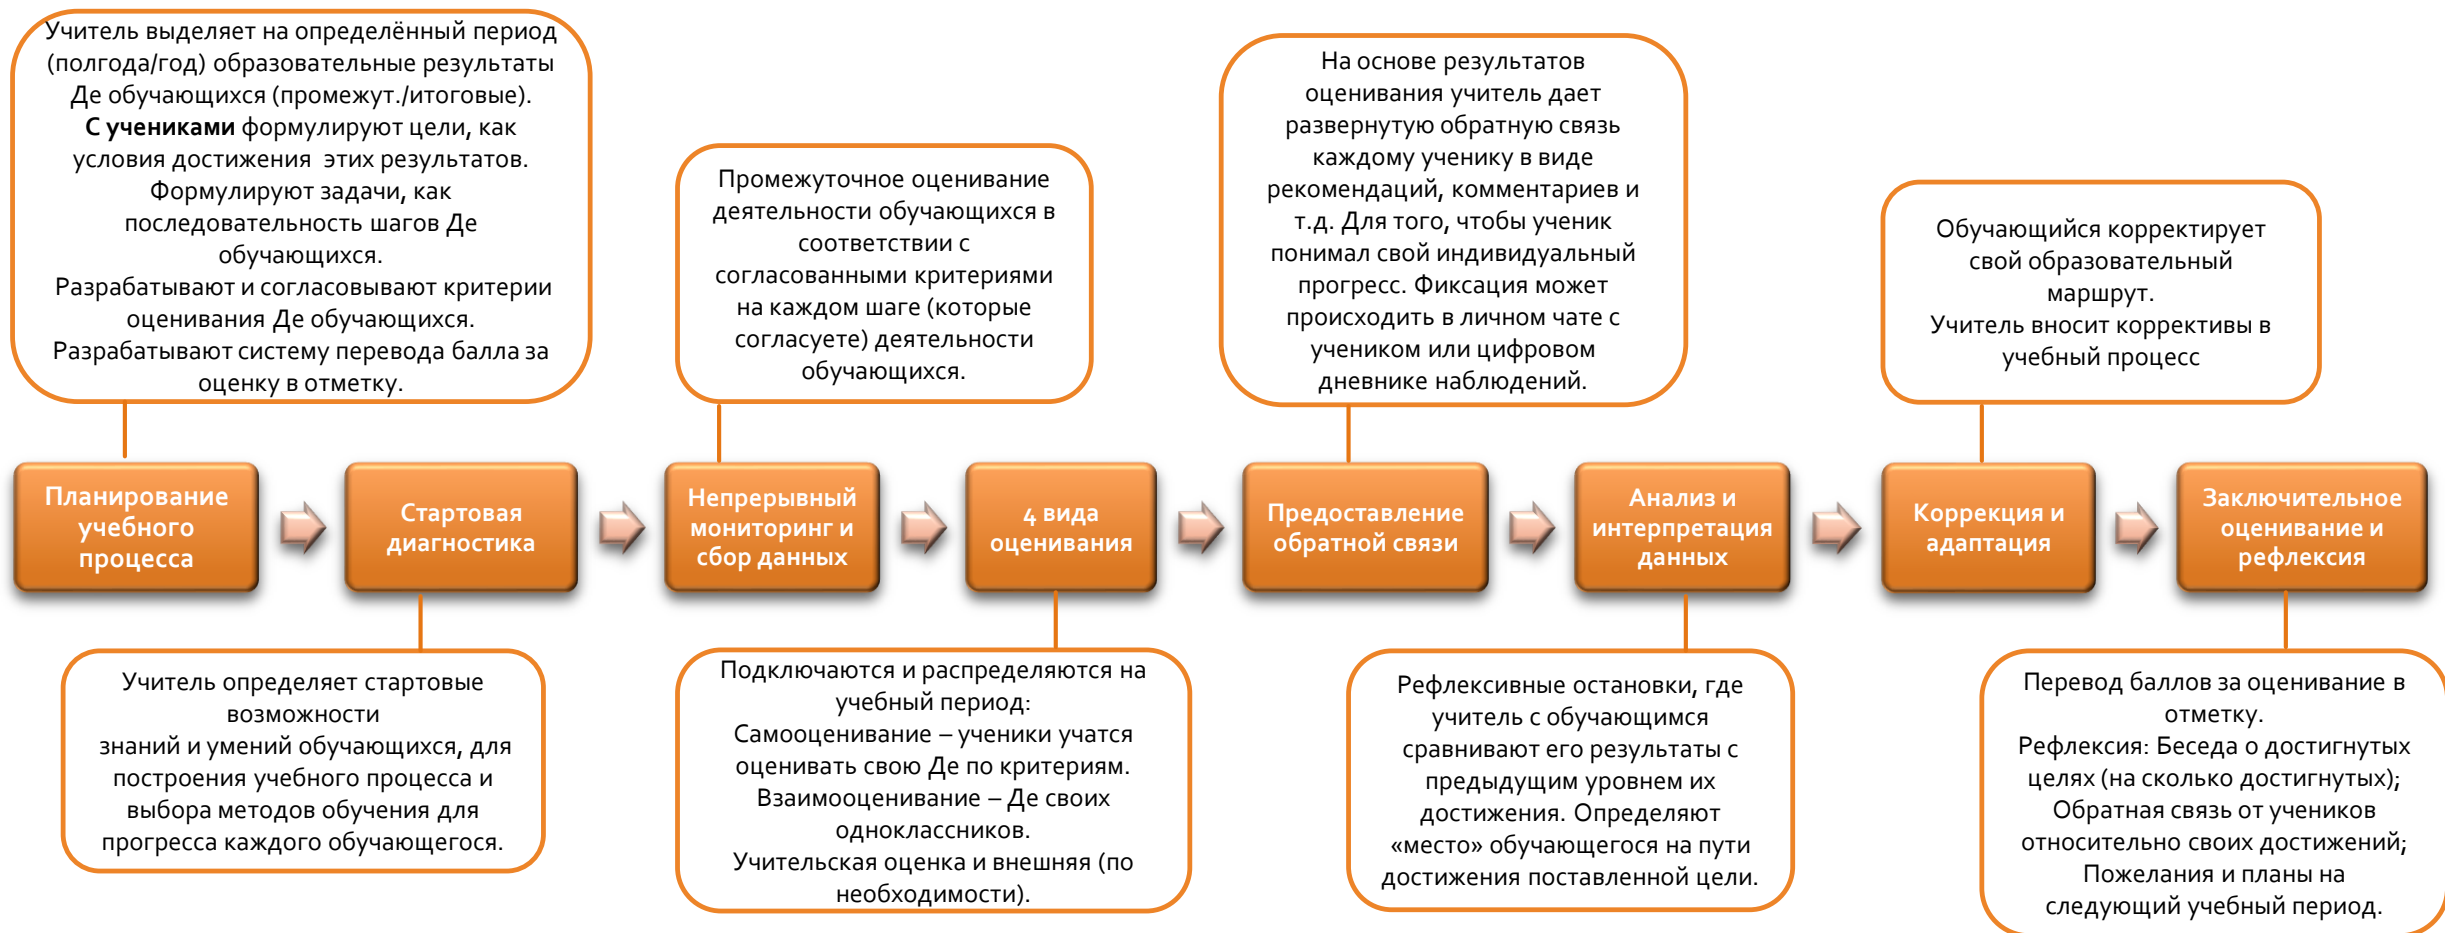 Учитель выделяет на определённый период
(полгода/год) образовательные результаты
Де обучающихся (промежут./итоговые).
С учениками формулируют цели, как
условия достижения этих результатов.
Формулируют задачи, как
последовательность шагов Де
обучающихся.
Разрабатывают и согласовывают критерии
оценивания Де обучающихся.
Разрабатывают систему перевода балла за
оценку в отметку.
Промежуточное оценивание
деятельности обучающихся в
соответствии с
согласованными критериями
на каждом шаге (которые
согласуете) деятельности
обучающихся.
На основе результатов
оценивания учитель дает
развернутую обратную связь
каждому ученику в виде
рекомендаций, комментариев и
т.д. Для того, чтобы ученик
понимал свой индивидуальный
прогресс. Фиксация может
происходить в личном чате с
учеником или цифровом
дневнике наблюдений.
Обучающийся корректирует
свой образовательный
маршрут.
Учитель вносит коррективы в
учебный процесс
Планирование
учебного
процесса
Стартовая
диагностика
Непрерывный
мониторинг и
сбор данных
4 вида
оценивания
Предоставление
обратной связи
Анализ и
интерпретация
данных
Коррекция и
адаптация
Заключительное
оценивание и
рефлексия
Учитель определяет стартовые
возможности
знаний и умений обучающихся, для
построения учебного процесса и
выбора методов обучения для
прогресса каждого обучающегося.
Подключаются и распределяются на
учебный период:
Самооценивание – ученики учатся
оценивать свою Де по критериям.
Взаимооценивание – Де своих
одноклассников.
Учительская оценка и внешняя (по
необходимости).
Рефлексивные остановки, где
учитель с обучающимся
сравнивают его результаты с
предыдущим уровнем их
достижения. Определяют
«место» обучающегося на пути
достижения поставленной цели.
Перевод баллов за оценивание в
отметку.
Рефлексия: Беседа о достигнутых
целях (на сколько достигнутых);
Обратная связь от учеников
относительно своих достижений;
Пожелания и планы на
следующий учебный период.